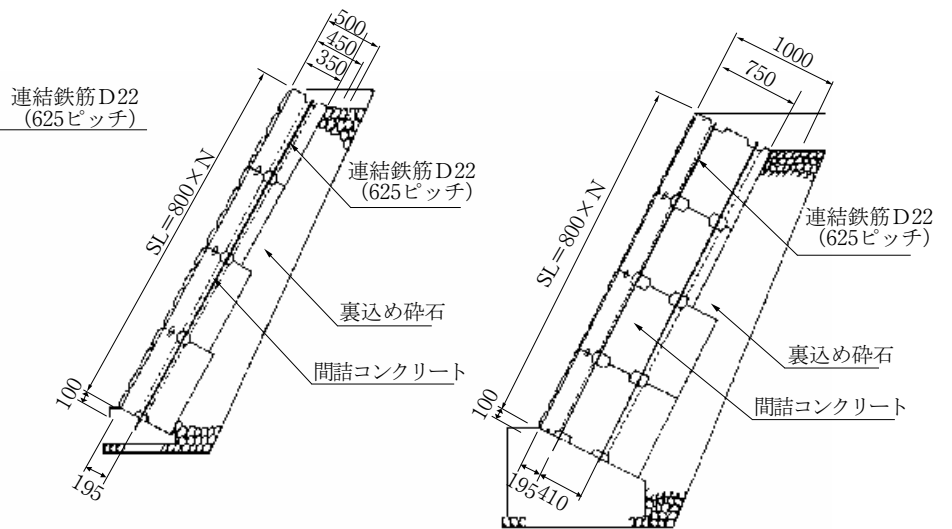 連結鉄筋D22
(625ピッチ)
500
450
350
SL=800×N
連結鉄筋D22
(625ピッチ)
裏込め砕石
間詰コンクリート
100
195
1000
750
SL=800×N
連結鉄筋D22
(625ピッチ)
裏込め砕石
間詰コンクリート
100
195
410